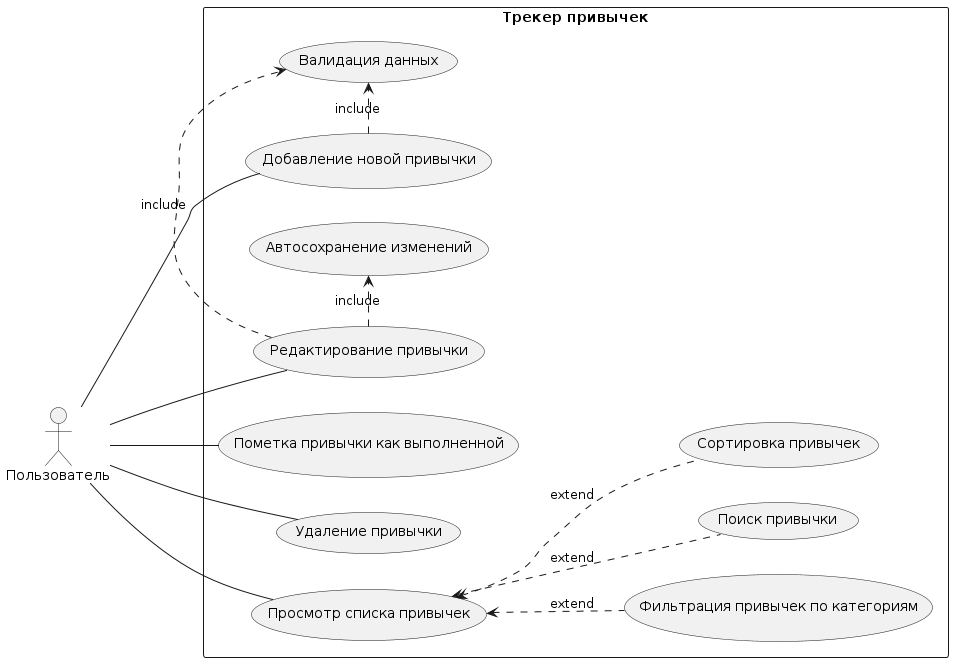 Трекер привычек
Валидация данных
include
Добавление новой привычки
include
Автосохранение изменений
include
Редактирование привычки
Пометка привычки как выполненной
Сортировка привычек
Пользователь
extend
Поиск привычки
Удаление привычки
extend
extend
Фильтрация привычек по категориям
Просмотр списка привычек